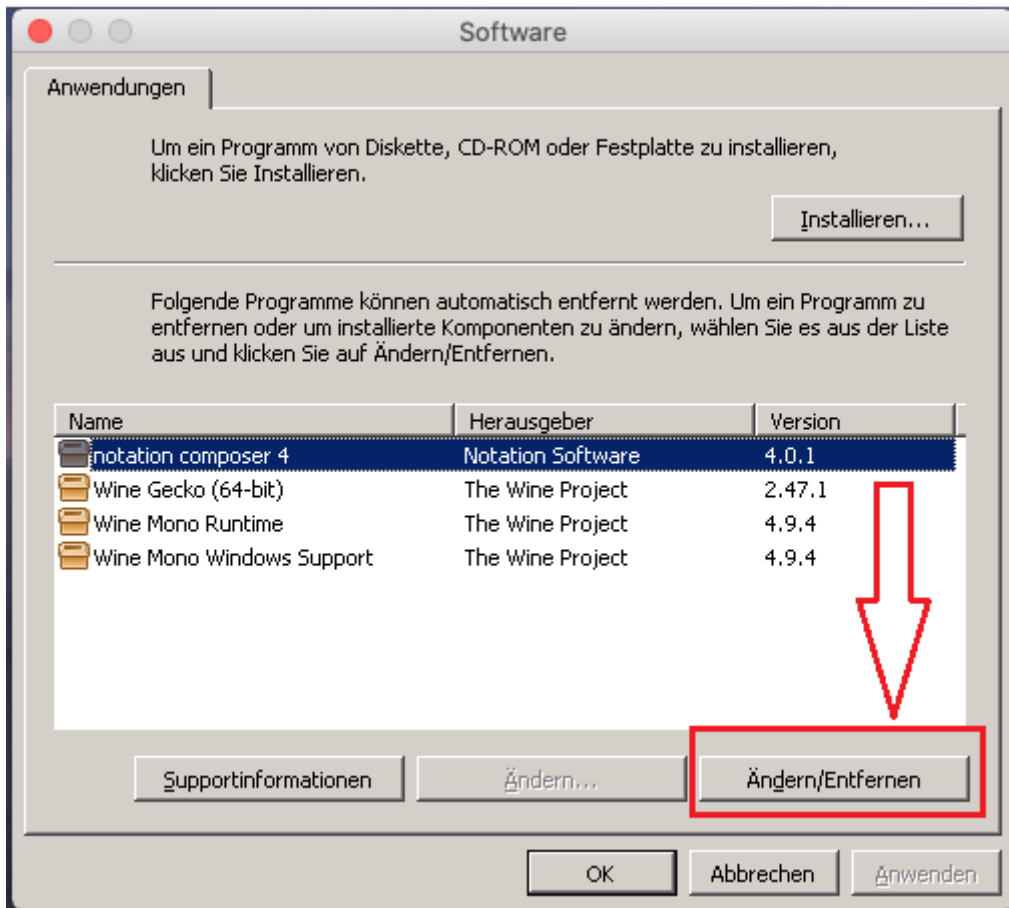 Software
Anwendungen
Um ein Programm von Diskette, CD-ROM oder Festplatte zu installieren,
klicken Sie Installieren.
Installieren...
Folgende Programme können automatisch entfernt werden. Um ein Programm zu
entfernen oder um installierte Komponenten zu ändern, wählen Sie es aus der Liste
aus und klicken Sie auf Ändern/Entfernen.
Name Herausgeber Version
notation composer 4 Notation Software 4.0.1
Wine Gecko (64-bit) The Wine Project 2.47.1
Wine Mono Runtime The Wine Project 4.9.4
Wine Mono Windows Support The Wine Project 4.9.4
Supportinformationen Ändern... Ändern/Entfernen
OK Abbrechen Anwenden